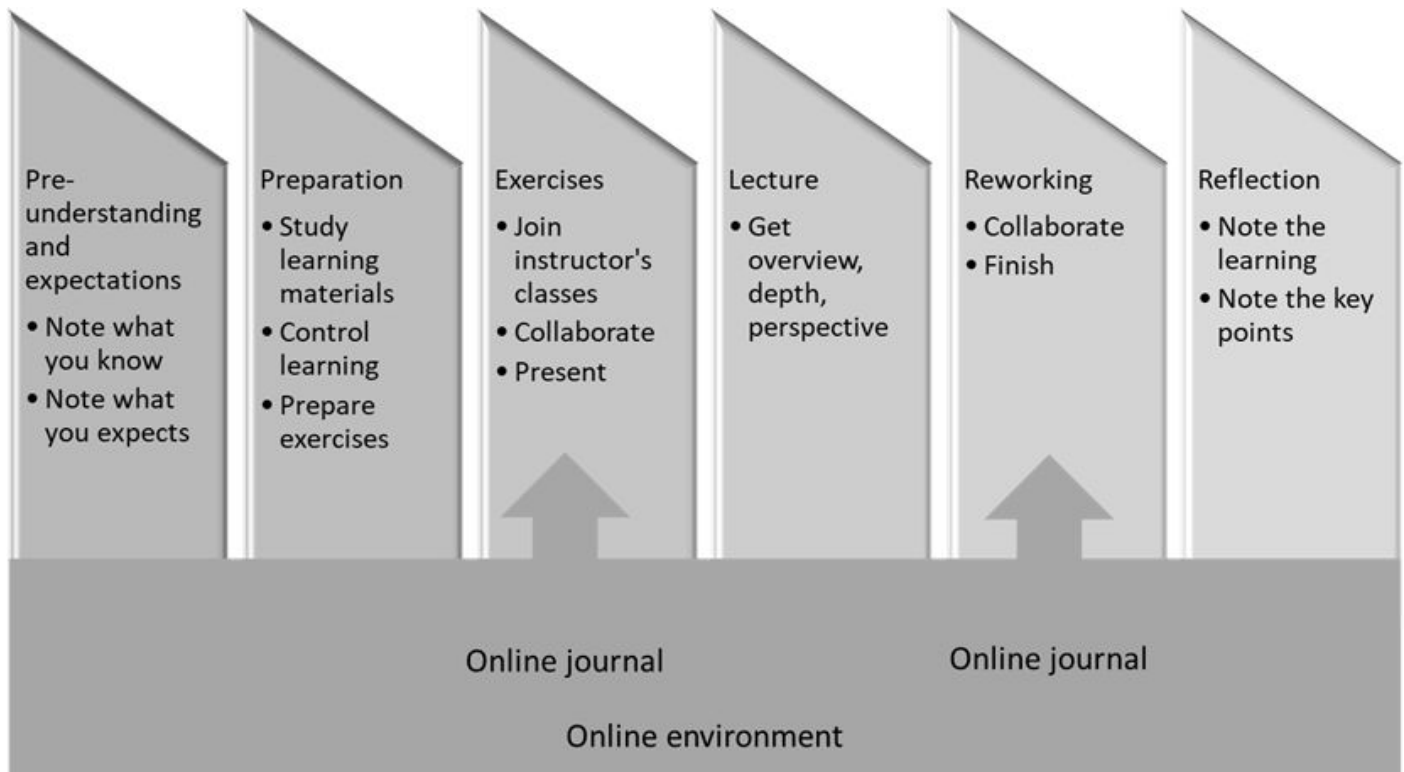 Pre-
understanding
and
expectations
• Note what
you know
• Note what
you expects
Preparation
• Study
learning
materials
• Control
learning
• Prepare
exercises
Exercises
• Join
instructor's
classes
• Collaborate
• Present
Lecture
• Get
overview,
depth,
perspective
Reworking
• Collaborate
• Finish
Reflection
• Note the
learning
• Note the key
points
Online journal
Online journal
Online environment